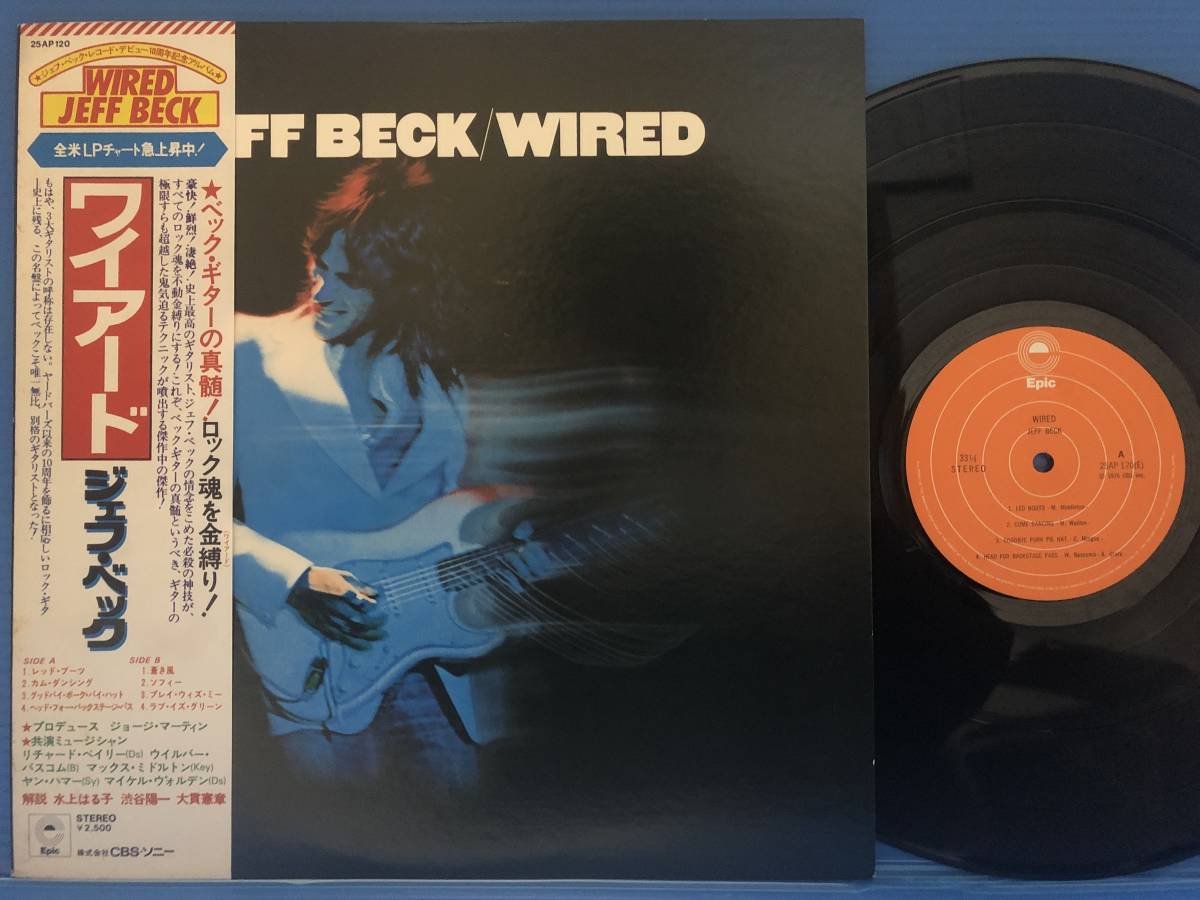 25AP 120
★ジェフ・ベック・レコード・デビュー10周年記念アルバム★
WIRED
JEFF BECK
全米LPチャート急上昇中!
ワイアード
ジェフ・ベック
★ベック・ギターの真髄!ロック魂を金縛り!
(ワイアード)
豪快!鮮烈!凄絶!史上最高のギタリスト、ジェフ・ベックの情念をこめた必殺の神技が、
すべてのロック魂を不動金縛りにする!これぞ、ベック・ギターの真髄というべき、ギターの
極限すらも超越した鬼気迫るテクニックが噴出する傑作中の傑作!
もはや、3大ギタリストの呼称は存在しない。ヤードバーズ以来の10周年を飾るに相応しいロック・ギタ
ー史上に残る、この名盤によってベックこそ唯一無比、別格のギタリストとなった!
SIDE A
1.レッド・ブーツ
2.カム・ダンシング
3.グッドバイ・ポーク・パイ・ハット
4.ヘッド・フォー・バックステージ・パス
SIDE B
1.蒼き風
2.ソフィー
3.プレイ・ウィズ・ミー
4.ラブ・イズ・グリーン
★プロデュース ジョージ・マーティン
★共演ミュージシャン
リチャード・ベイリー(Ds) ウイルバー・
バスコム(B) マックス・ミドルトン(Key)
ヤン・ハマー(Sy) マイケル・ウォルデン(Ds)
解説 水上はる子 渋谷陽一 大貫憲章
Epic
STEREO
¥2,500
株式会社CBS・ソニー
FF BECK/WIRED
Epic
WIRED
JEFF BECK
33⅓
STEREO
A
25AP 120(E)
1. LED BOOTS - M. Middleton -
2. COME DANCING - M. Walden -
3. GOODBYE PORK PIE HAT - C. Mingus -
4. HEAD FOR BACKSTAGE PASS - W. Bascomb - A. Clark -